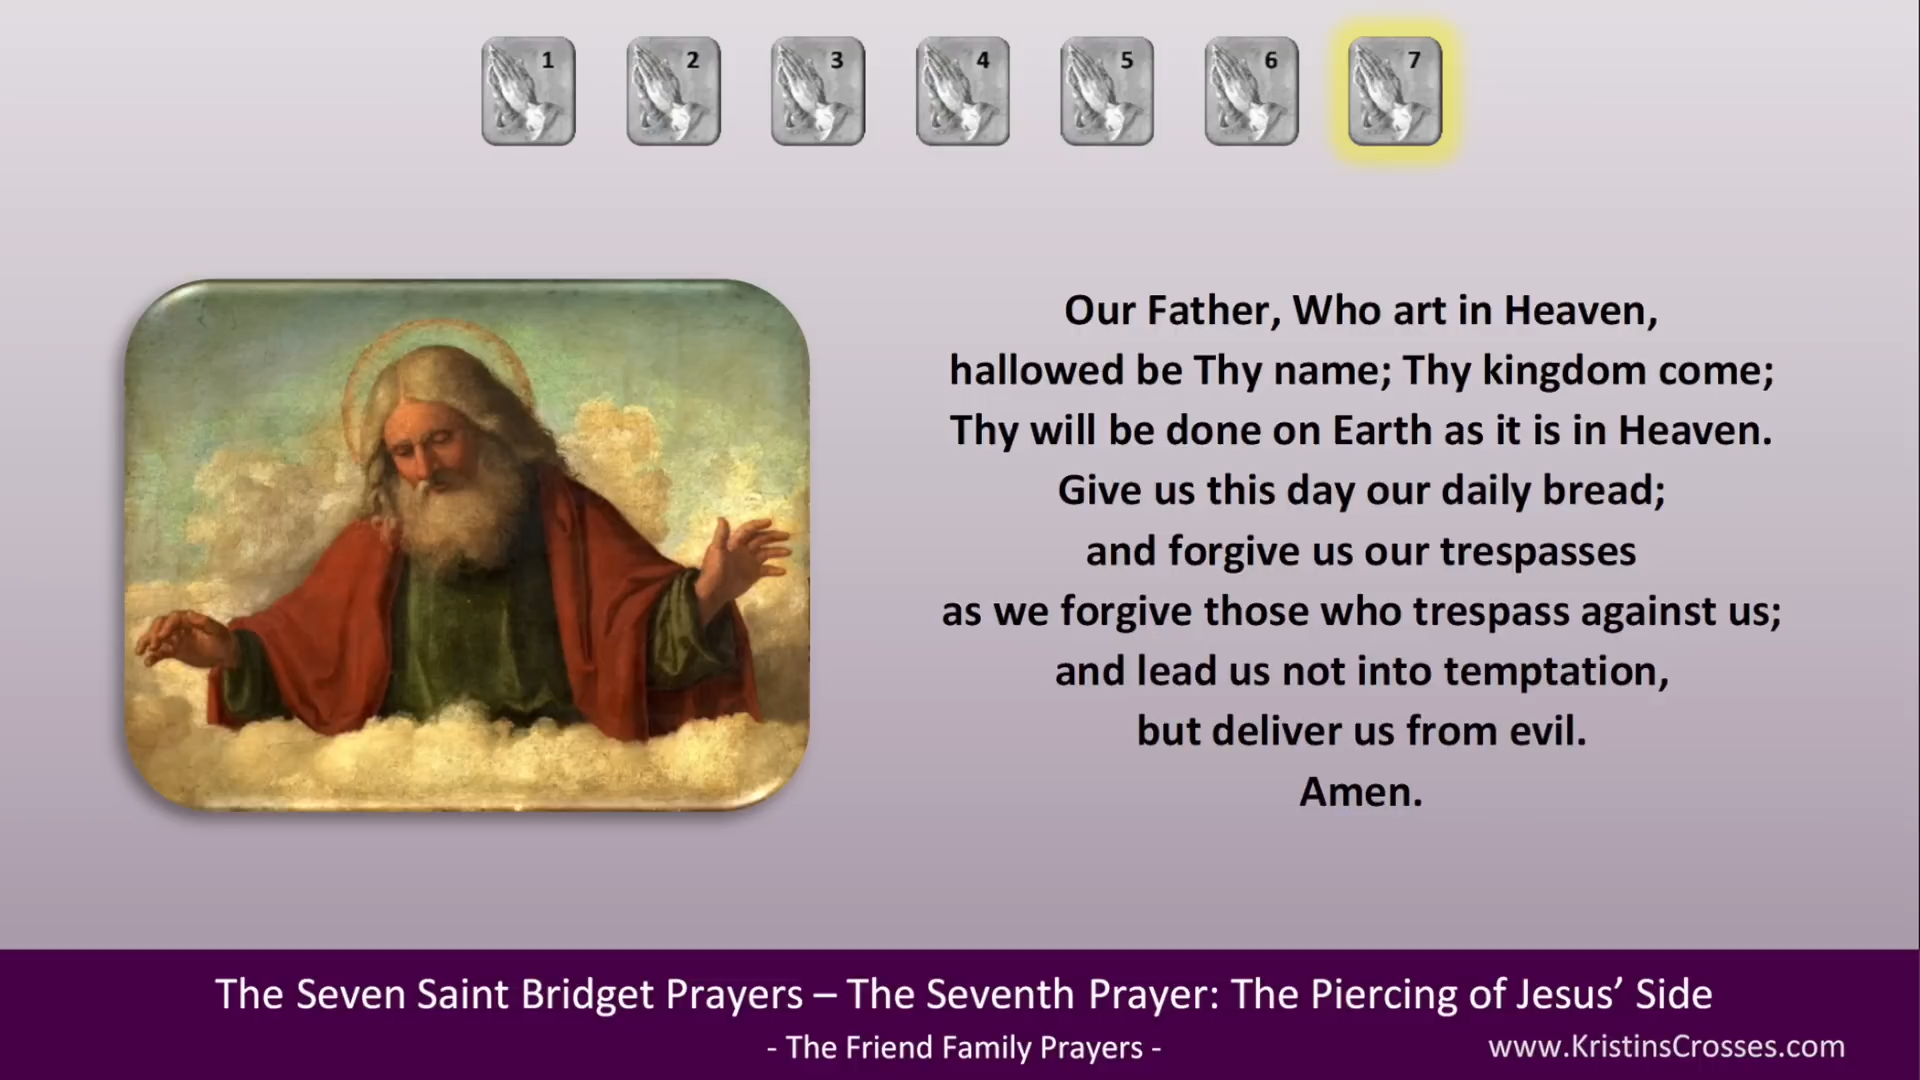 1 2 3 4 5 6 7
Our Father, Who art in Heaven,
hallowed be Thy name; Thy kingdom come;
Thy will be done on Earth as it is in Heaven.
Give us this day our daily bread;
and forgive us our trespasses
as we forgive those who trespass against us;
and lead us not into temptation,
but deliver us from evil.
Amen.
The Seven Saint Bridget Prayers – The Seventh Prayer: The Piercing of Jesus’ Side
- The Friend Family Prayers -
www.KristinsCrosses.com